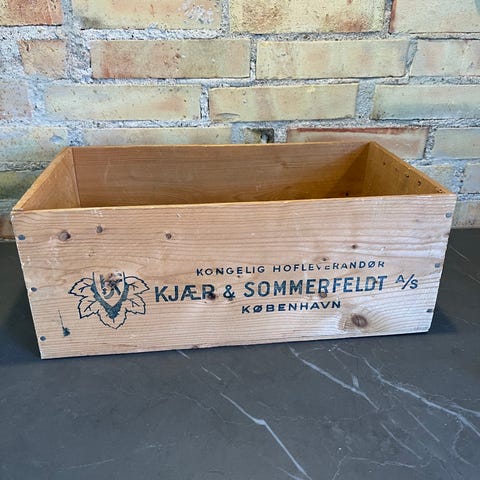 KONGELIG HOFLEVERANDØR
KJÆR & SOMMERFELDT A/S
KØBENHAVN